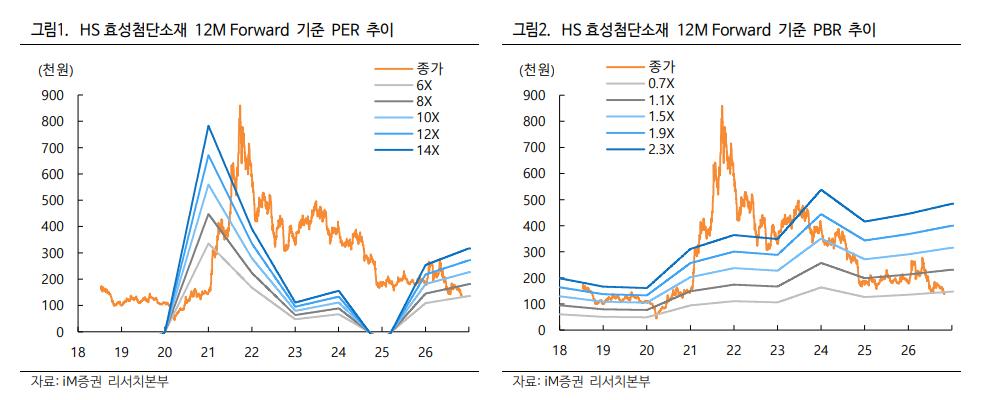 그림1. HS 효성첨단소재 12M Forward 기준 PER 추이
(천원)
종가
6X
8X
10X
12X
14X
900
800
700
600
500
400
300
200
100
0
18 19 20 21 22 23 24 25 26
자료: iM증권 리서치본부
그림2. HS 효성첨단소재 12M Forward 기준 PBR 추이
(천원)
종가
0.7X
1.1X
1.5X
1.9X
2.3X
900
800
700
600
500
400
300
200
100
0
18 19 20 21 22 23 24 25 26
자료: iM증권 리서치본부